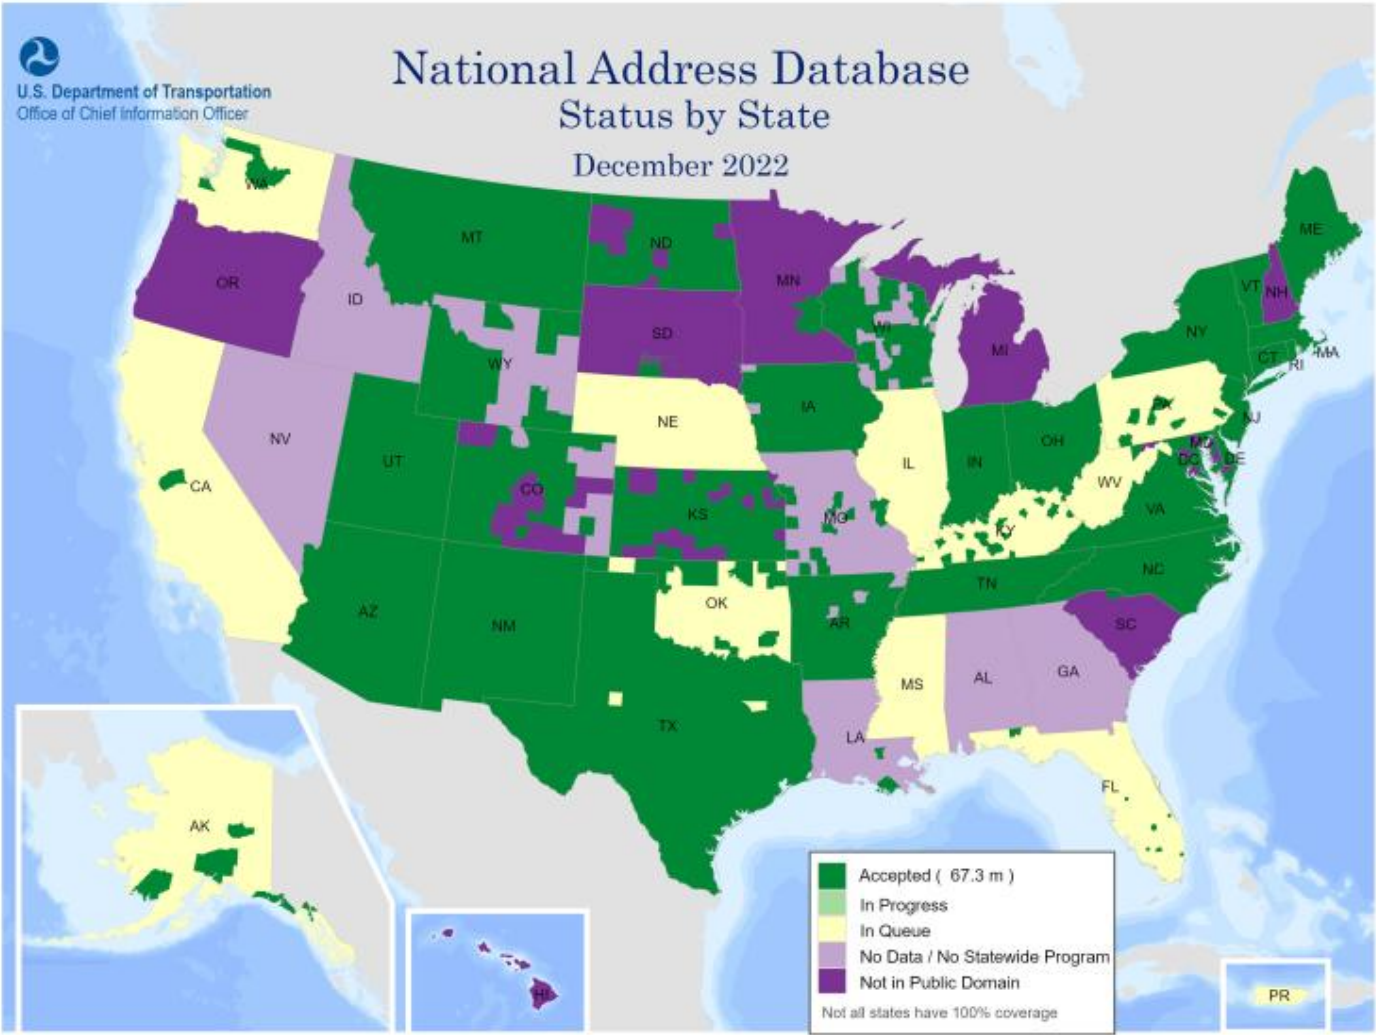 U.S. Department of Transportation
Office of Chief Information Officer
National Address Database
Status by State
December 2022
WA
MT
ND
MN
ME
OR
ID
SD
WI
MI
VT
NH
NY
WY
CT
RI
MA
NV
NE
IA
PA
NJ
UT
CO
IL
IN
OH
MD
DC
DE
CA
KS
MO
WV
VA
KY
AZ
NM
OK
AR
TN
NC
SC
TX
LA
MS
AL
GA
FL
AK
HI
PR
Accepted ( 67.3 m )
In Progress
In Queue
No Data / No Statewide Program
Not in Public Domain
Not all states have 100% coverage